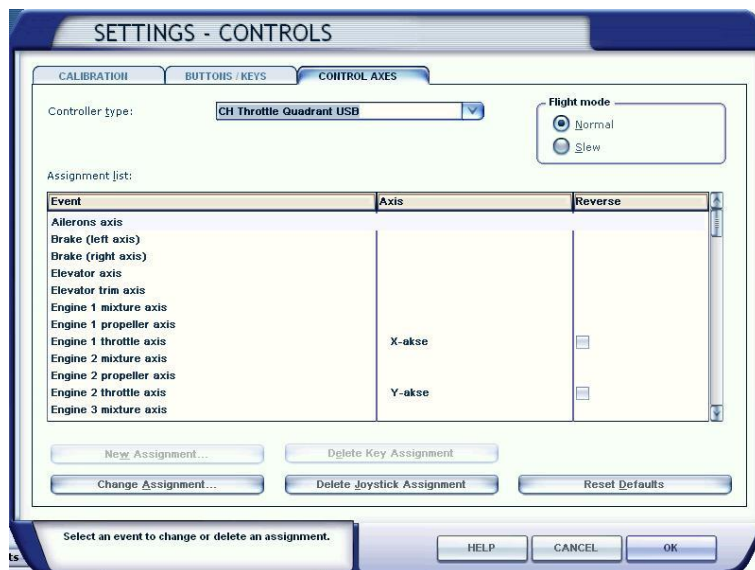 SETTINGS - CONTROLS
CALIBRATION BUTTONS / KEYS CONTROL AXES
Controller type: CH Throttle Quadrant USB
Flight mode
Normal
Slew
Assignment list:
Event Axis Reverse
Ailerons axis
Brake (left axis)
Brake (right axis)
Elevator axis
Elevator trim axis
Engine 1 mixture axis
Engine 1 propeller axis
Engine 1 throttle axis X-akse
Engine 2 mixture axis
Engine 2 propeller axis
Engine 2 throttle axis Y-akse
Engine 3 mixture axis
New Assignment... Delete Key Assignment
Change Assignment... Delete Joystick Assignment Reset Defaults
Select an event to change or delete an assignment.
HELP CANCEL OK
ts